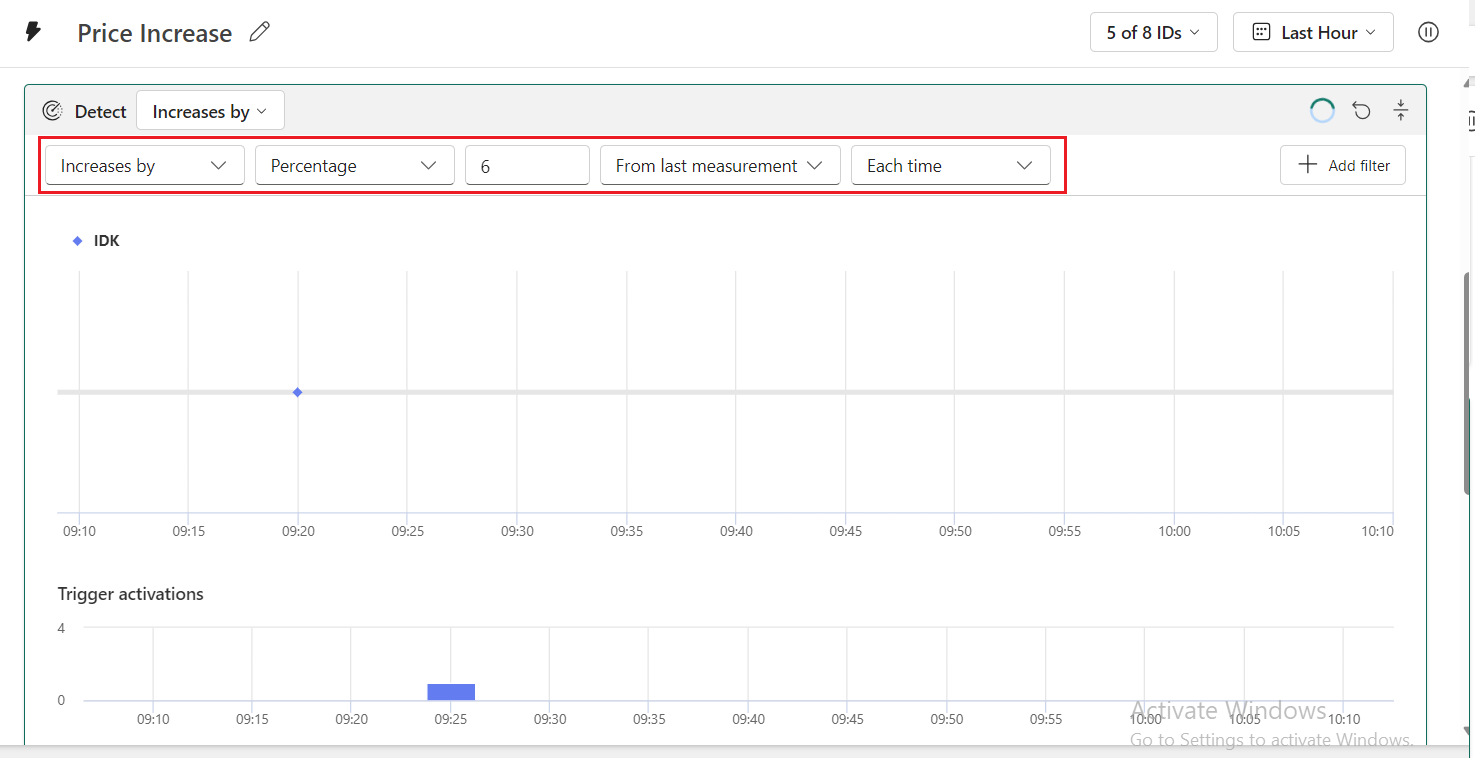 Price Increase
5 of 8 IDs
Last Hour
Detect
Increases by
Increases by
Percentage
6
From last measurement
Each time
Add filter
IDK
09:10 09:15 09:20 09:25 09:30 09:35 09:40 09:45 09:50 09:55 10:00 10:05 10:10
Trigger activations
4
0
09:10 09:15 09:20 09:25 09:30 09:35 09:40 09:45 09:50 09:55 10:00 10:05 10:10
Activate Windows
Go to Settings to activate Windows.